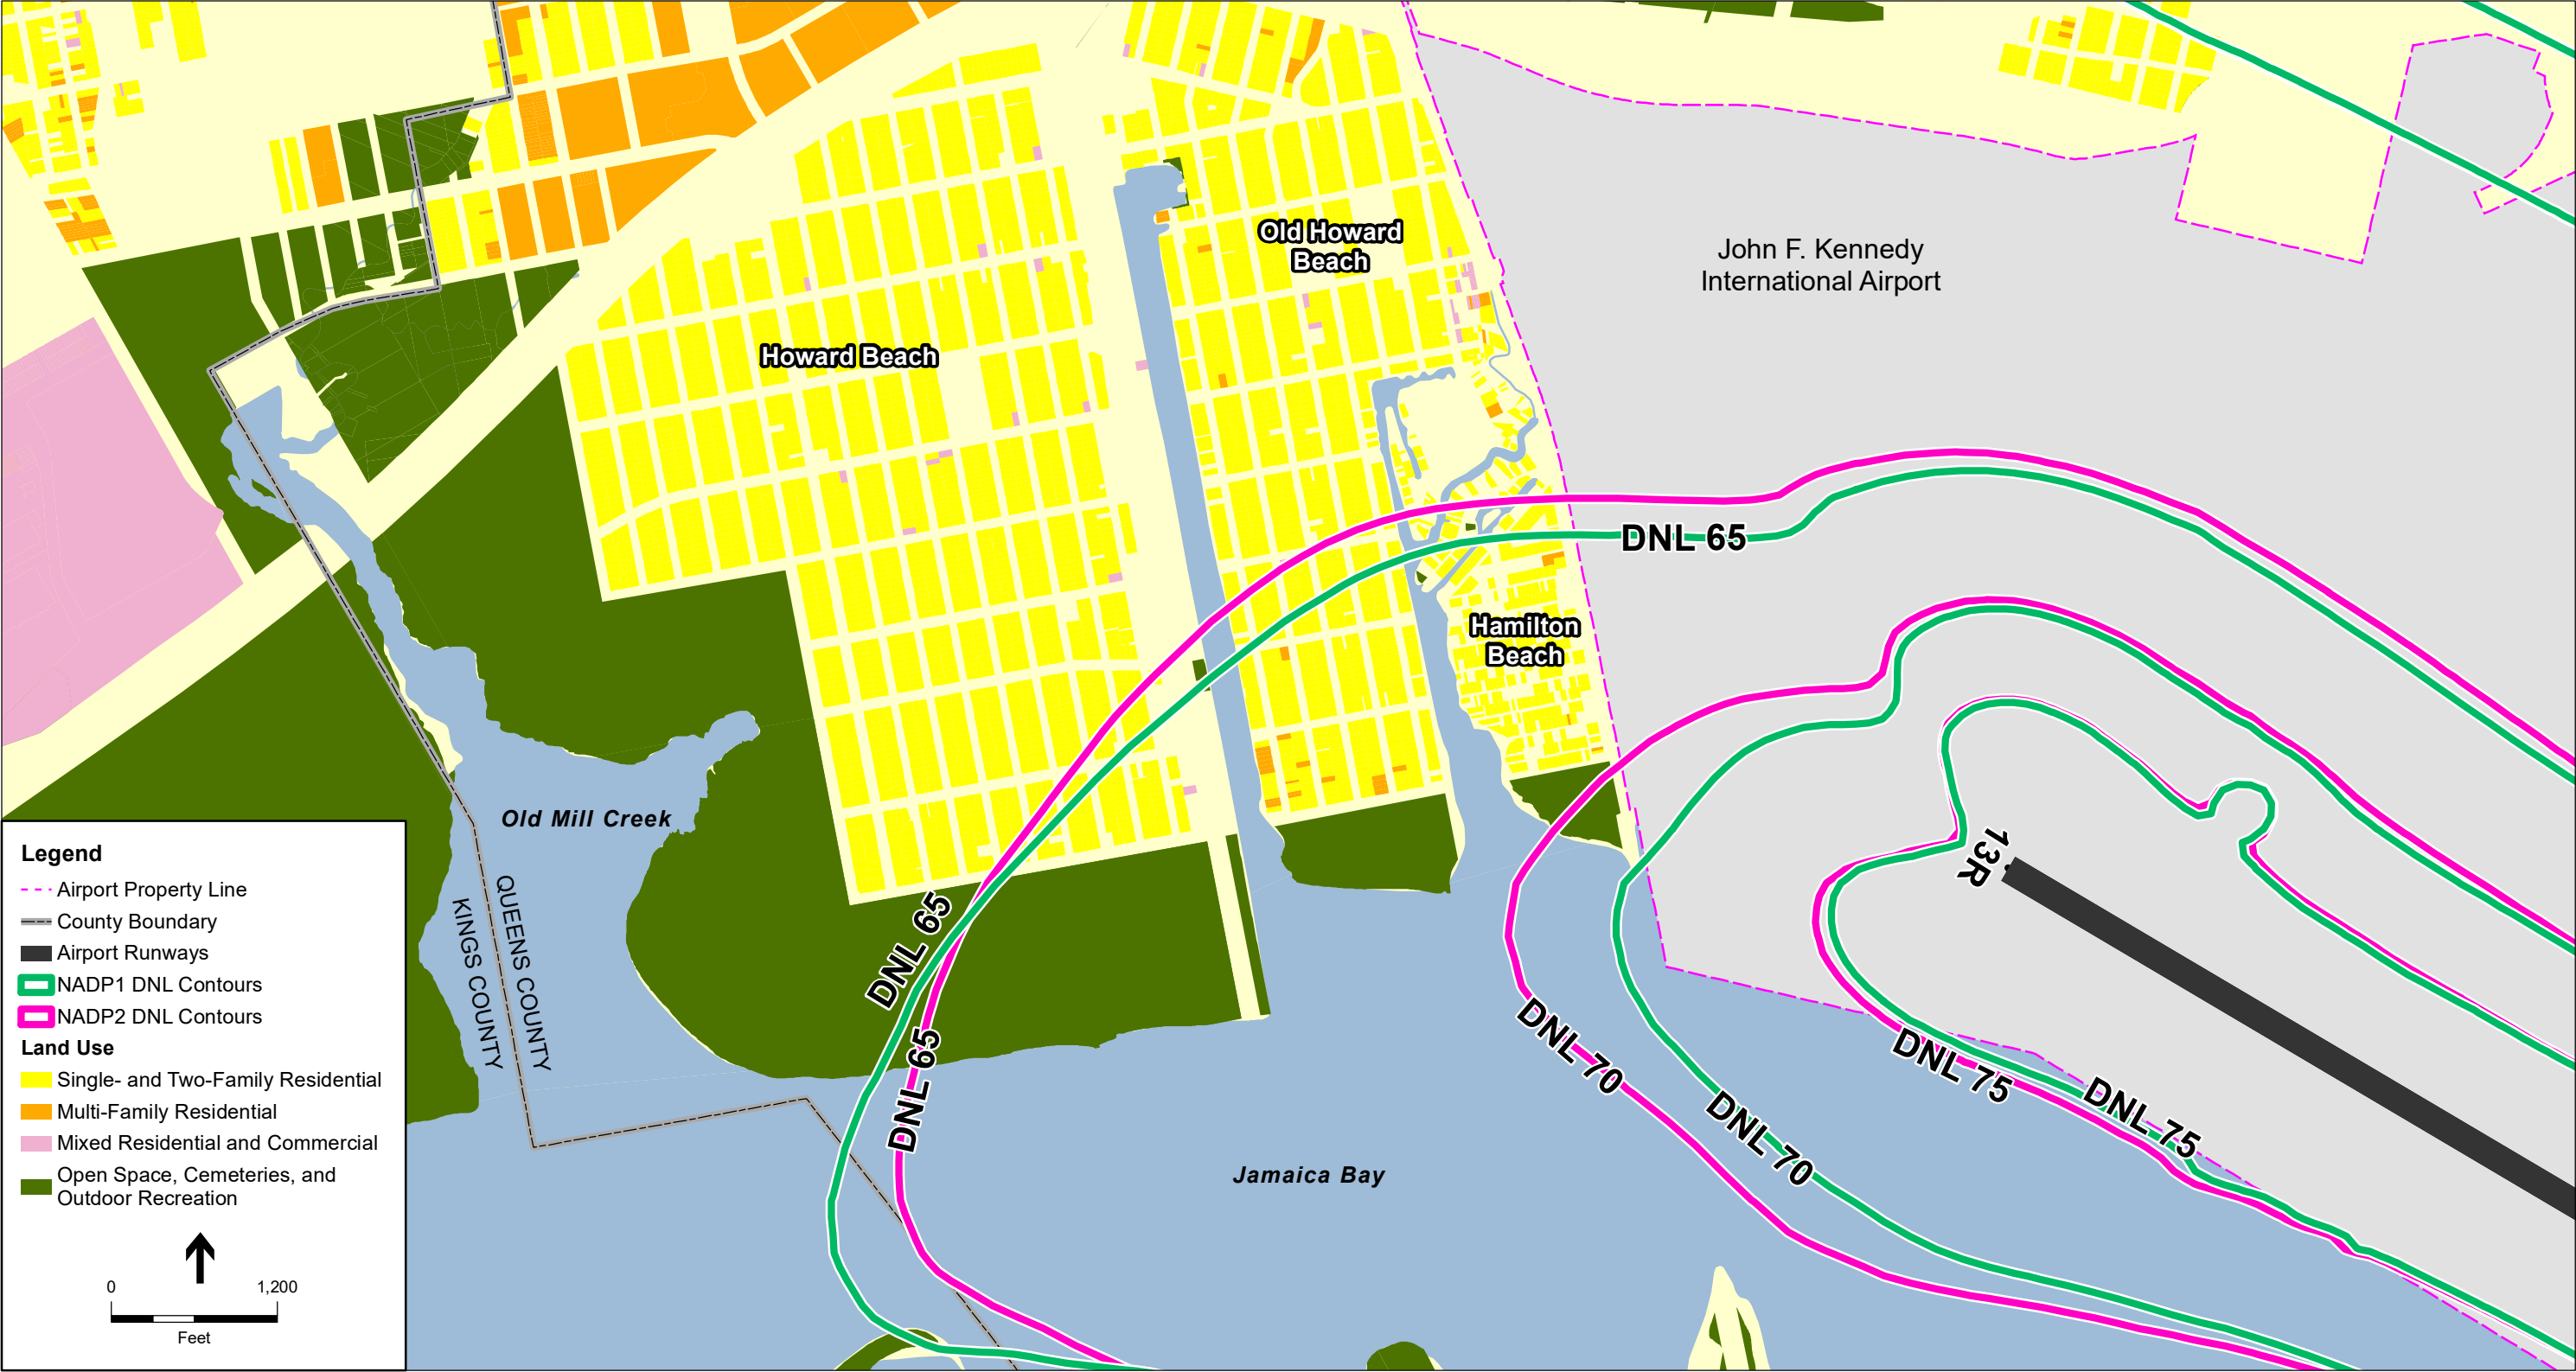 Old Howard
Beach
John F. Kennedy
International Airport
Howard Beach
DNL 65
Hamilton
Beach
Old Mill Creek
13R
DNL 65
DNL 65
DNL 70
DNL 70
DNL 75
DNL 75
KINGS COUNTY
QUEENS COUNTY
Jamaica Bay
Legend
Airport Property Line
County Boundary
Airport Runways
NADP1 DNL Contours
NADP2 DNL Contours
Land Use
Single- and Two-Family Residential
Multi-Family Residential
Mixed Residential and Commercial
Open Space, Cemeteries, and
Outdoor Recreation
0 1,200
Feet